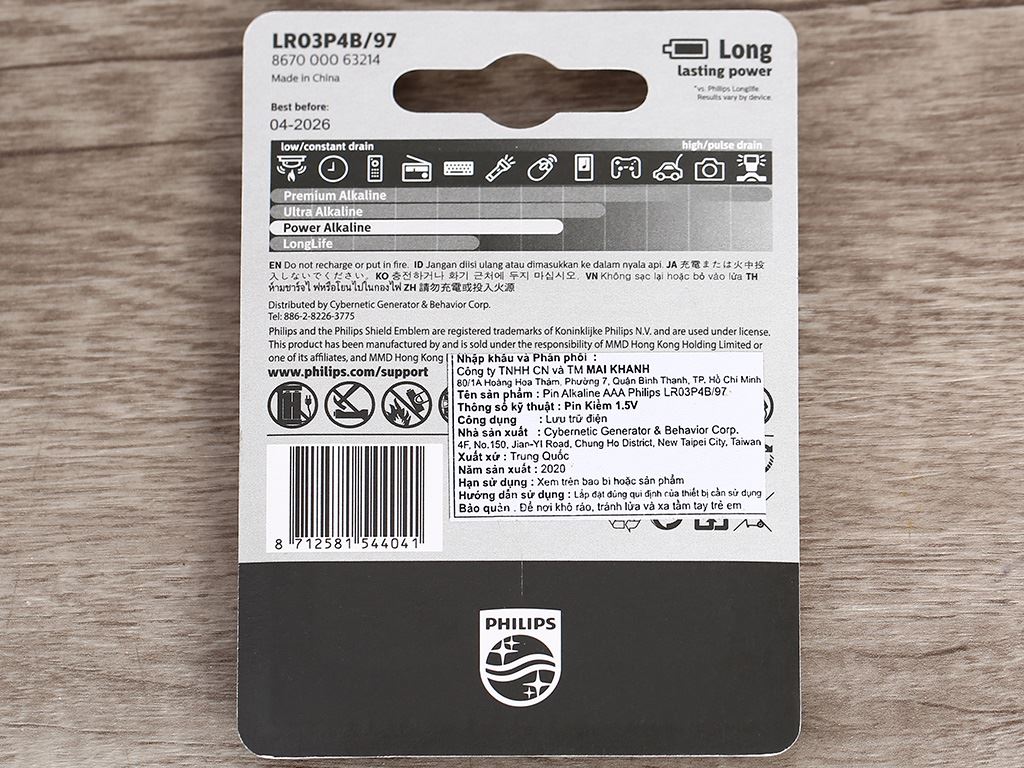 LR03P4B/97
8670 000 63214
Made in China
Best before:
04-2026
Long
lasting power
*vs. Philips Longlife.
Results vary by device.
low/constant drain
high/pulse drain
Premium Alkaline
Ultra Alkaline
Power Alkaline
LongLife
EN Do not recharge or put in fire. ID Jangan diisi ulang atau dimasukkan ke dalam nyala api. JA 充電または火中投
入しないでください。 KO 충전하거나 화기 근처에 두지 마십시오. VN Không sạc lại hoặc bỏ vào lửa TH
ห้ามชาร์จไฟหรือโยนไปในกองไฟ ZH 請勿充電或投入火源
Distributed by Cybernetic Generator & Behavior Corp.
Tel: 886-2-8226-3775
Philips and the Philips Shield Emblem are registered trademarks of Koninklijke Philips N.V. and are used under license.
This product has been manufactured by and is sold under the responsibility of MMD Hong Kong Holding Limited or
one of its affiliates, and MMD Hong Kong
www.philips.com/support
Nhập khẩu và Phân phối :
Công ty TNHH CN và TM MAI KHANH
80/1A Hoàng Hoa Thám, Phường 7, Quận Bình Thạnh, TP. Hồ Chí Minh
Tên sản phẩm : Pin Alkaline AAA Philips LR03P4B/97
Thông số kỹ thuật : Pin Kiềm 1.5V
Công dụng : Lưu trữ điện
Nhà sản xuất : Cybernetic Generator & Behavior Corp.
4F, No.150, Jian-YI Road, Chung Ho District, New Taipei City, Taiwan
Xuất xứ : Trung Quốc
Năm sản xuất : 2020
Hạn sử dụng : Xem trên bao bì hoặc sản phẩm
Hướng dẫn sử dụng : Lắp đặt đúng qui định của thiết bị cần sử dụng
Bảo quản . Để nơi khô ráo, tránh lửa và xa tầm tay trẻ em
8 712581 544041
PHILIPS